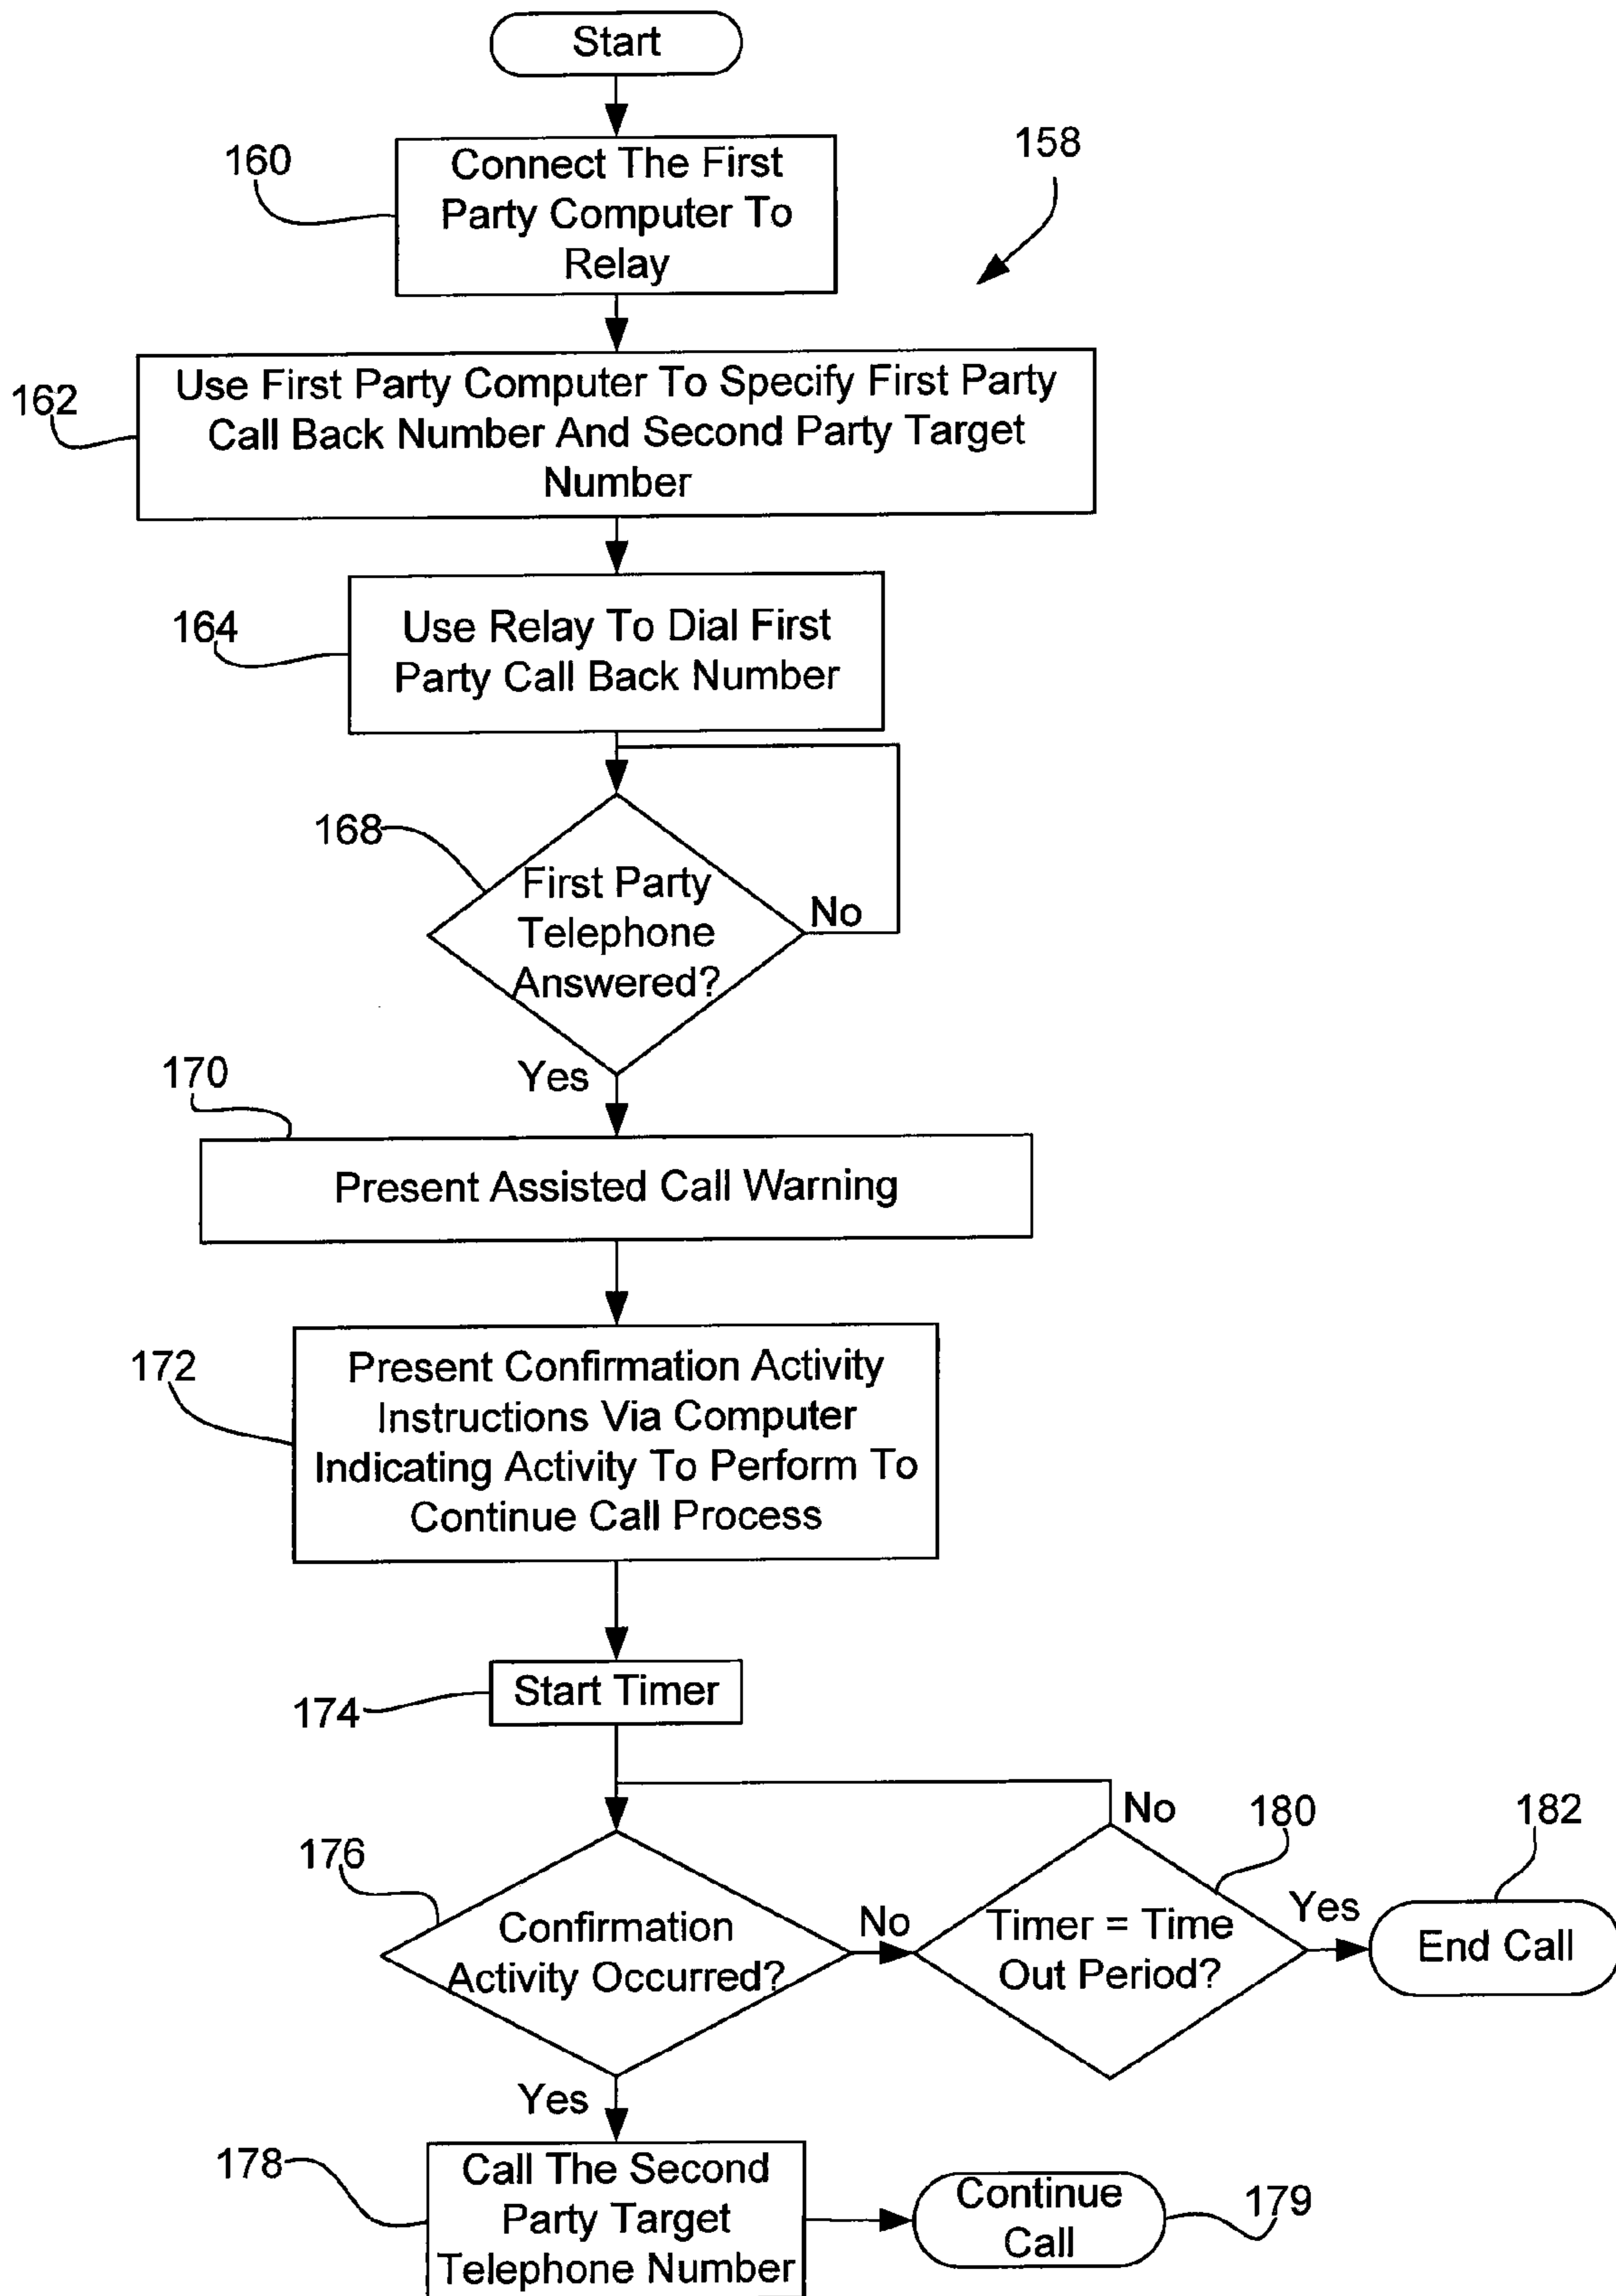 Start
160
Connect The First
Party Computer To
Relay
158
162
Use First Party Computer To Specify First Party
Call Back Number And Second Party Target
Number
164
Use Relay To Dial First
Party Call Back Number
168
First Party
Telephone
Answered?
No
Yes
170
Present Assisted Call Warning
172
Present Confirmation Activity
Instructions Via Computer
Indicating Activity To Perform To
Continue Call Process
174
Start Timer
176
Confirmation
Activity Occurred?
No
No
180
Timer = Time
Out Period?
Yes
182
End Call
Yes
178
Call The Second
Party Target
Telephone Number
Continue
Call
179